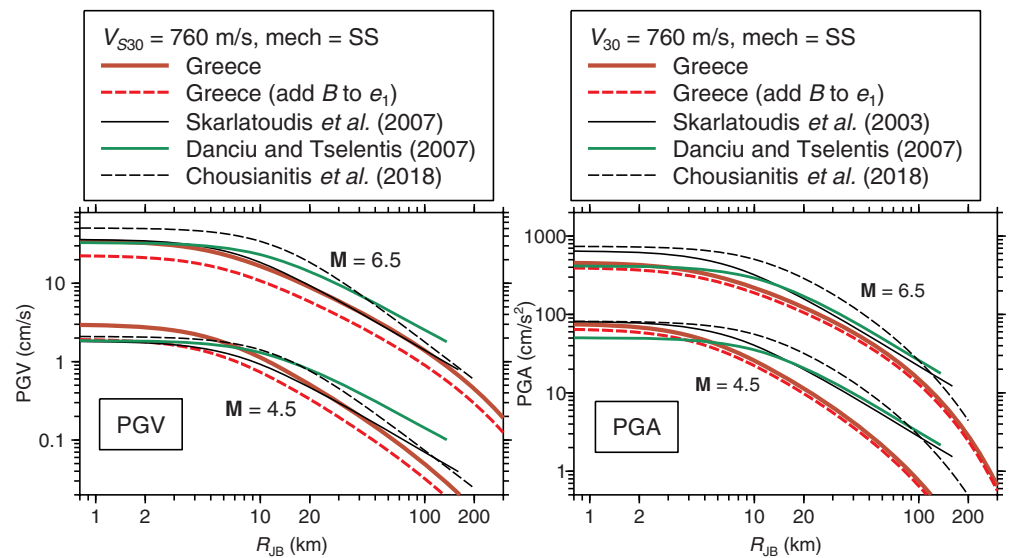 V_S30 = 760 m/s, mech = SS
Greece
Greece (add B to e₁)
Skarlatoudis et al. (2007)
Danciu and Tselentis (2007)
Chousianitis et al. (2018)
PGV (cm/s)
10
1
0.1
M = 6.5
M = 4.5
PGV
1 2 10 20 100 200
R_JB (km)
V_30 = 760 m/s, mech = SS
Greece
Greece (add B to e₁)
Skarlatoudis et al. (2003)
Danciu and Tselentis (2007)
Chousianitis et al. (2018)
PGA (cm/s²)
1000
100
10
1
M = 6.5
M = 4.5
PGA
1 2 10 20 100 200
R_JB (km)